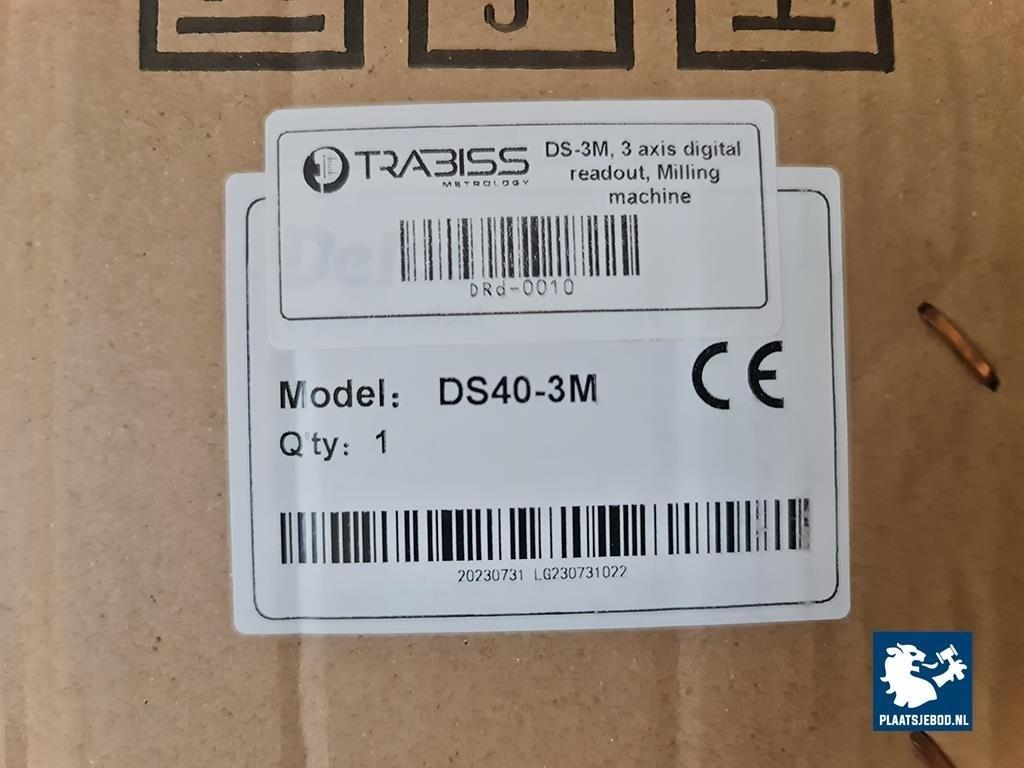 TRABISS
METROLOGY
DS-3M, 3 axis digital
readout, Milling
machine
DRd-0010
Model: DS40-3M
CE
Q'ty: 1
20230731 LG230731022
PLAATSJEBOD.NL